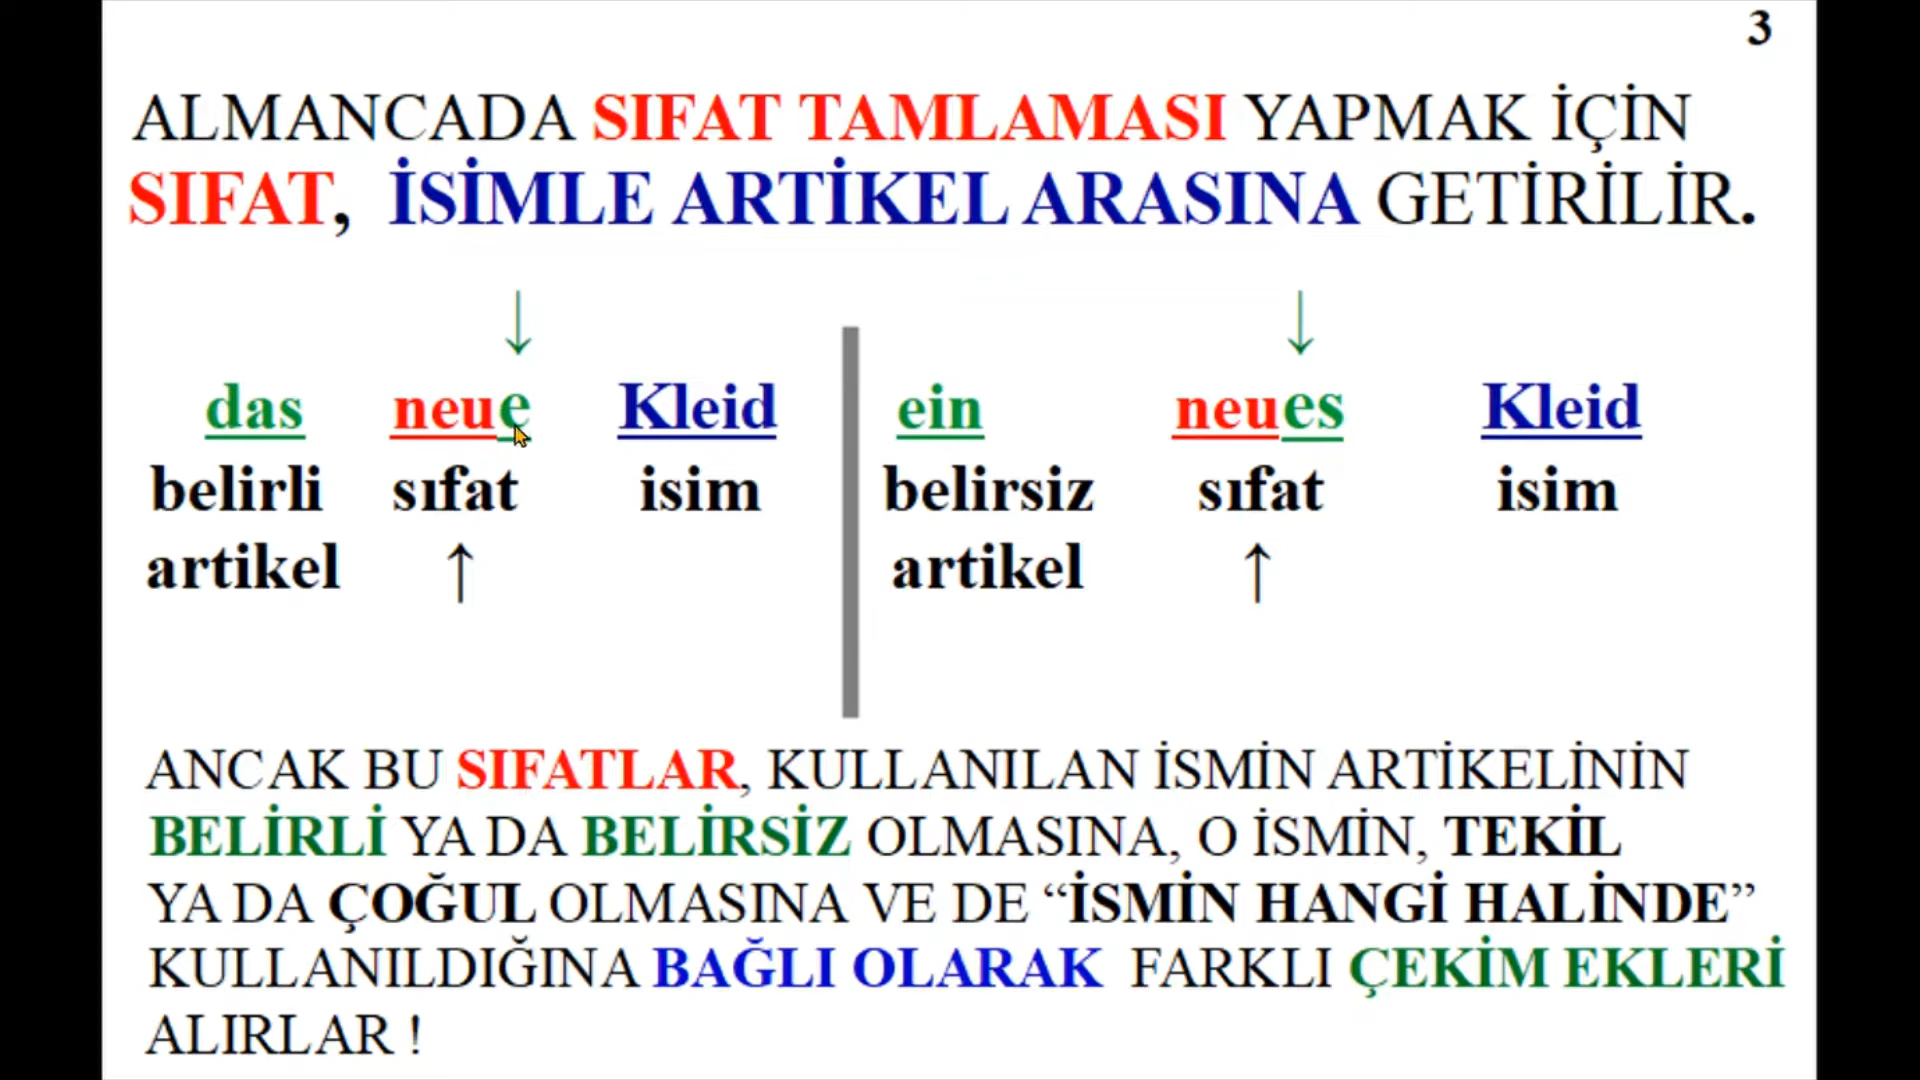 3
ALMANCADA SIFAT TAMLAMASI YAPMAK İÇİN
SIFAT, İSİMLE ARTİKEL ARASINA GETİRİLİR.
↓ ↓
das neue Kleid ein neues Kleid
belirli sıfat isim belirsiz sıfat isim
artikel ↑ artikel ↑
ANCAK BU SIFATLAR, KULLANILAN İSMİN ARTİKELİNİN
BELİRLİ YA DA BELİRSİZ OLMASINA, O İSMİN, TEKİL
YA DA ÇOĞUL OLMASINA VE DE “İSMİN HANGİ HALİNDE”
KULLANILDIĞINA BAĞLI OLARAK FARKLI ÇEKİM EKLERİ
ALIRLAR !